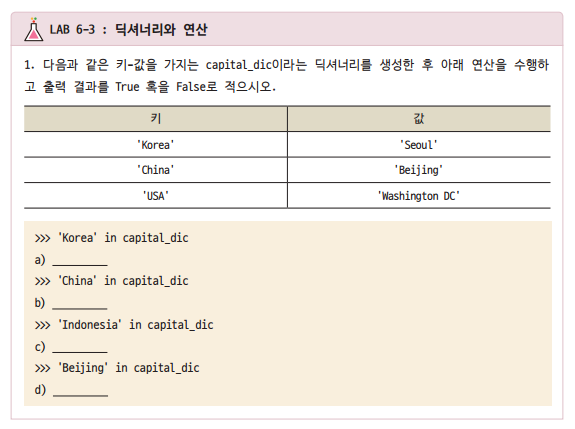 LAB 6-3 : 딕셔너리와 연산
1. 다음과 같은 키-값을 가지는 capital_dic이라는 딕셔너리를 생성한 후 아래 연산을 수행하
고 출력 결과를 True 혹을 False로 적으시오.
키 값
'Korea' 'Seoul'
'China' 'Beijing'
'USA' 'Washington DC'
>>> 'Korea' in capital_dic
a) ________
>>> 'China' in capital_dic
b) ________
>>> 'Indonesia' in capital_dic
c) ________
>>> 'Beijing' in capital_dic
d) ________